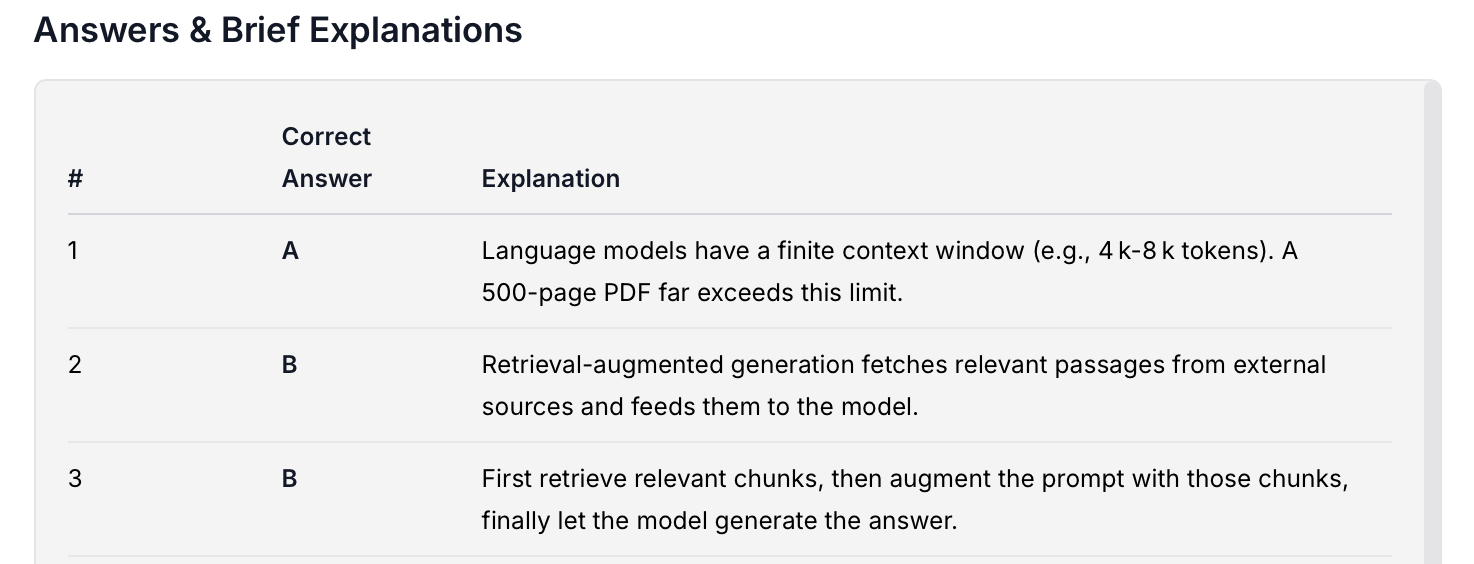 Answers & Brief Explanations
Correct
# Answer Explanation
1 A Language models have a finite context window (e.g., 4 k-8 k tokens). A
500-page PDF far exceeds this limit.
2 B Retrieval-augmented generation fetches relevant passages from external
sources and feeds them to the model.
3 B First retrieve relevant chunks, then augment the prompt with those chunks,
finally let the model generate the answer.